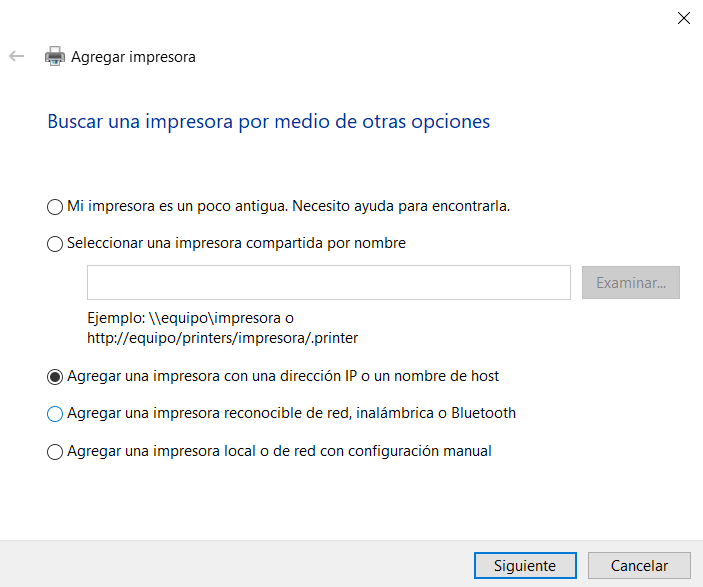 Agregar impresora
Buscar una impresora por medio de otras opciones
Mi impresora es un poco antigua. Necesito ayuda para encontrarla.
Seleccionar una impresora compartida por nombre
Examinar...
Ejemplo: \\equipo\impresora o
http://equipo/printers/impresora/.printer
Agregar una impresora con una dirección IP o un nombre de host
Agregar una impresora reconocible de red, inalámbrica o Bluetooth
Agregar una impresora local o de red con configuración manual
Siguiente
Cancelar